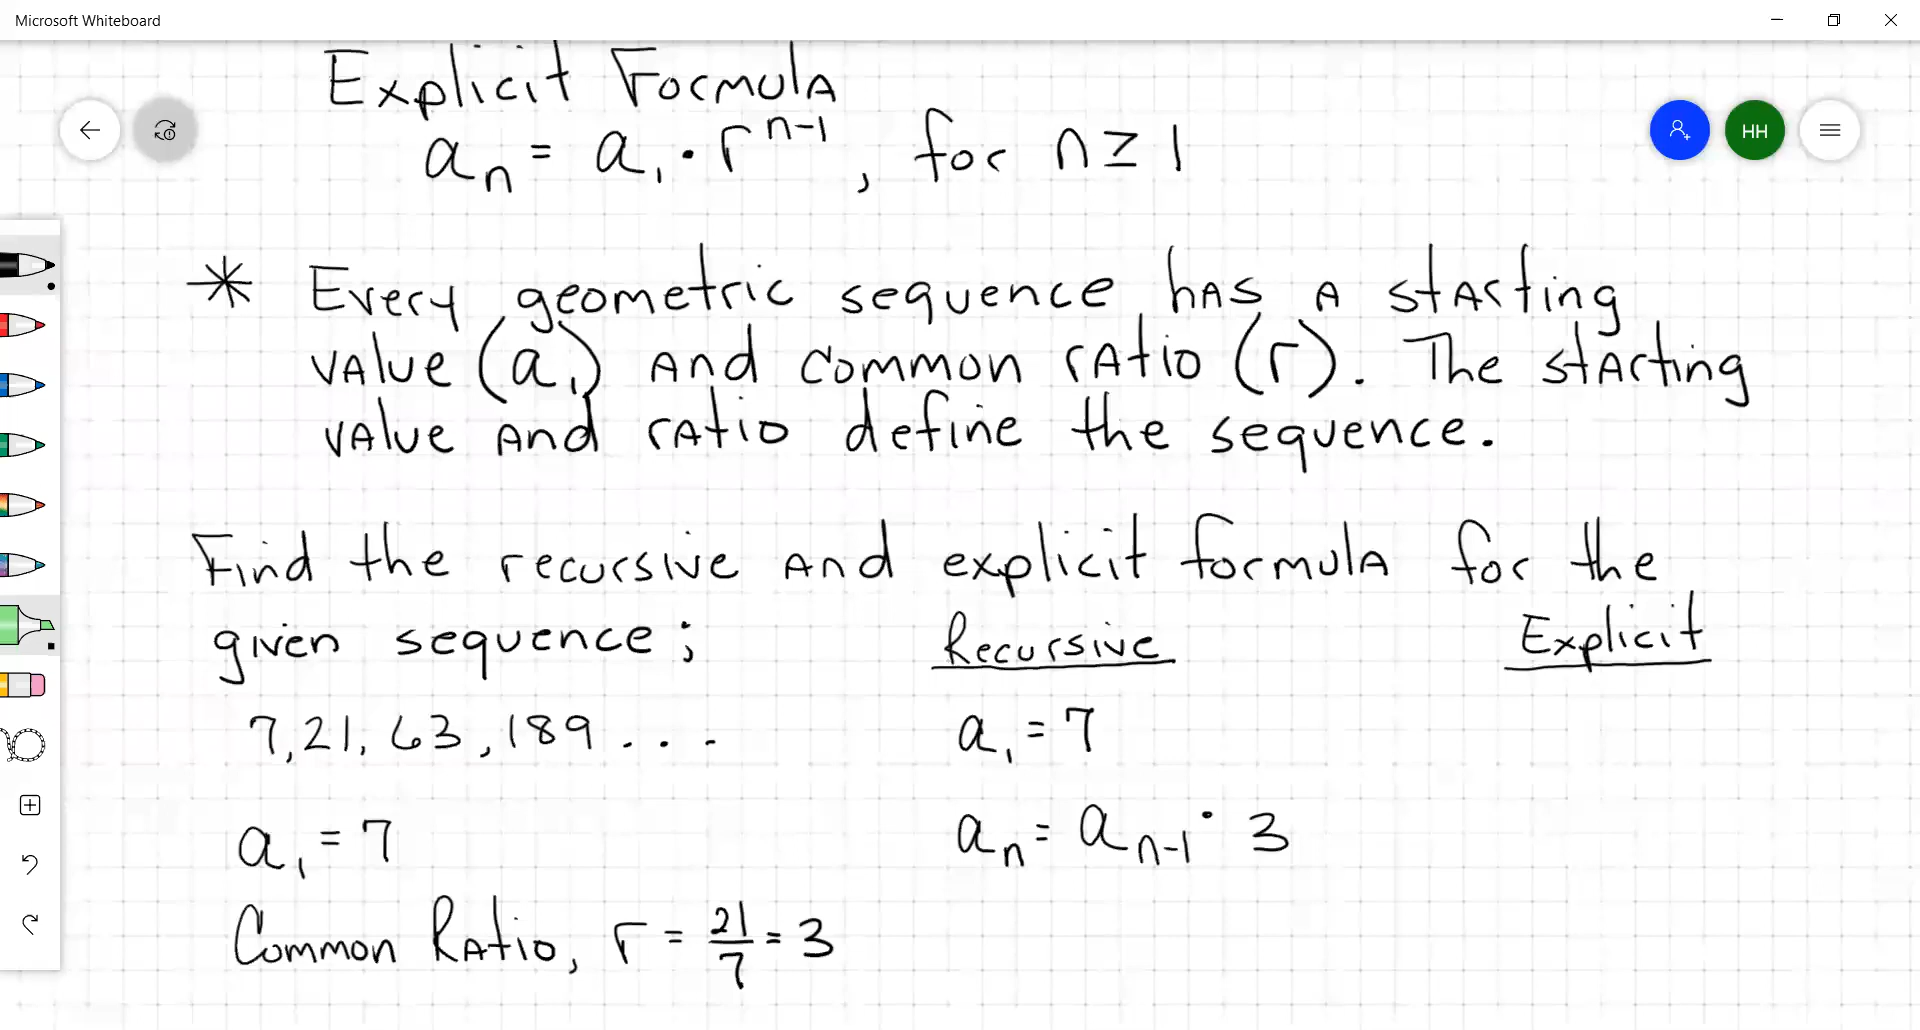 Microsoft Whiteboard
Explicit Formula
aₙ = a₁ · rⁿ⁻¹, for n ≥ 1
HH
* Every geometric sequence has a starting
value (a₁) and common ratio (r). The starting
value and ratio define the sequence.
Find the recursive and explicit formula for the
given sequence;
Recursive
Explicit
7, 21, 63, 189 . . .
a₁ = 7
a₁ = 7
aₙ = aₙ₋₁ · 3
Common Ratio, r = 21/7 = 3